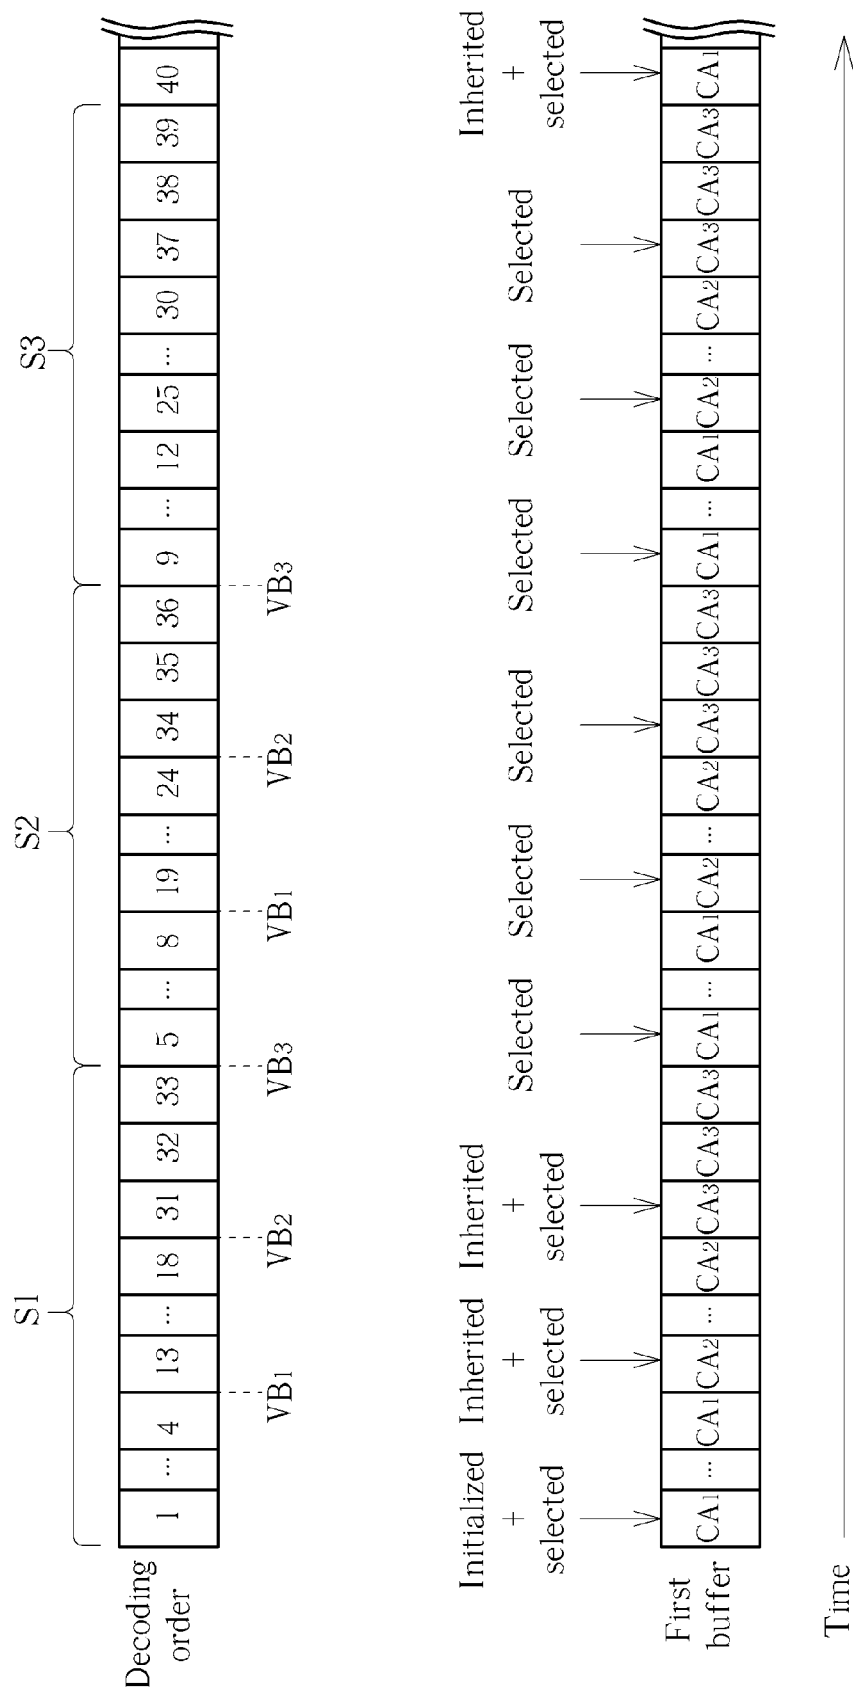 S1 S2 S3
Decoding order
1 ... 4 13 ... 18 31 32 33 5 ... 8 19 ... 24 34 35 36 9 ... 12 25 ... 30 37 38 39 40
VB1 VB2 VB3 VB1 VB2 VB3
Initialized + selected
Inherited + selected
Inherited + selected
Selected
Selected
Selected
Selected
Selected
Selected
Inherited + selected
First buffer
CA1 ... CA1 CA2 ... CA2 CA3 CA3 CA3 CA1 ... CA1 CA2 ... CA2 CA3 CA3 CA3 CA1 ... CA1 CA2 ... CA2 CA3 CA3 CA3 CA1
Time